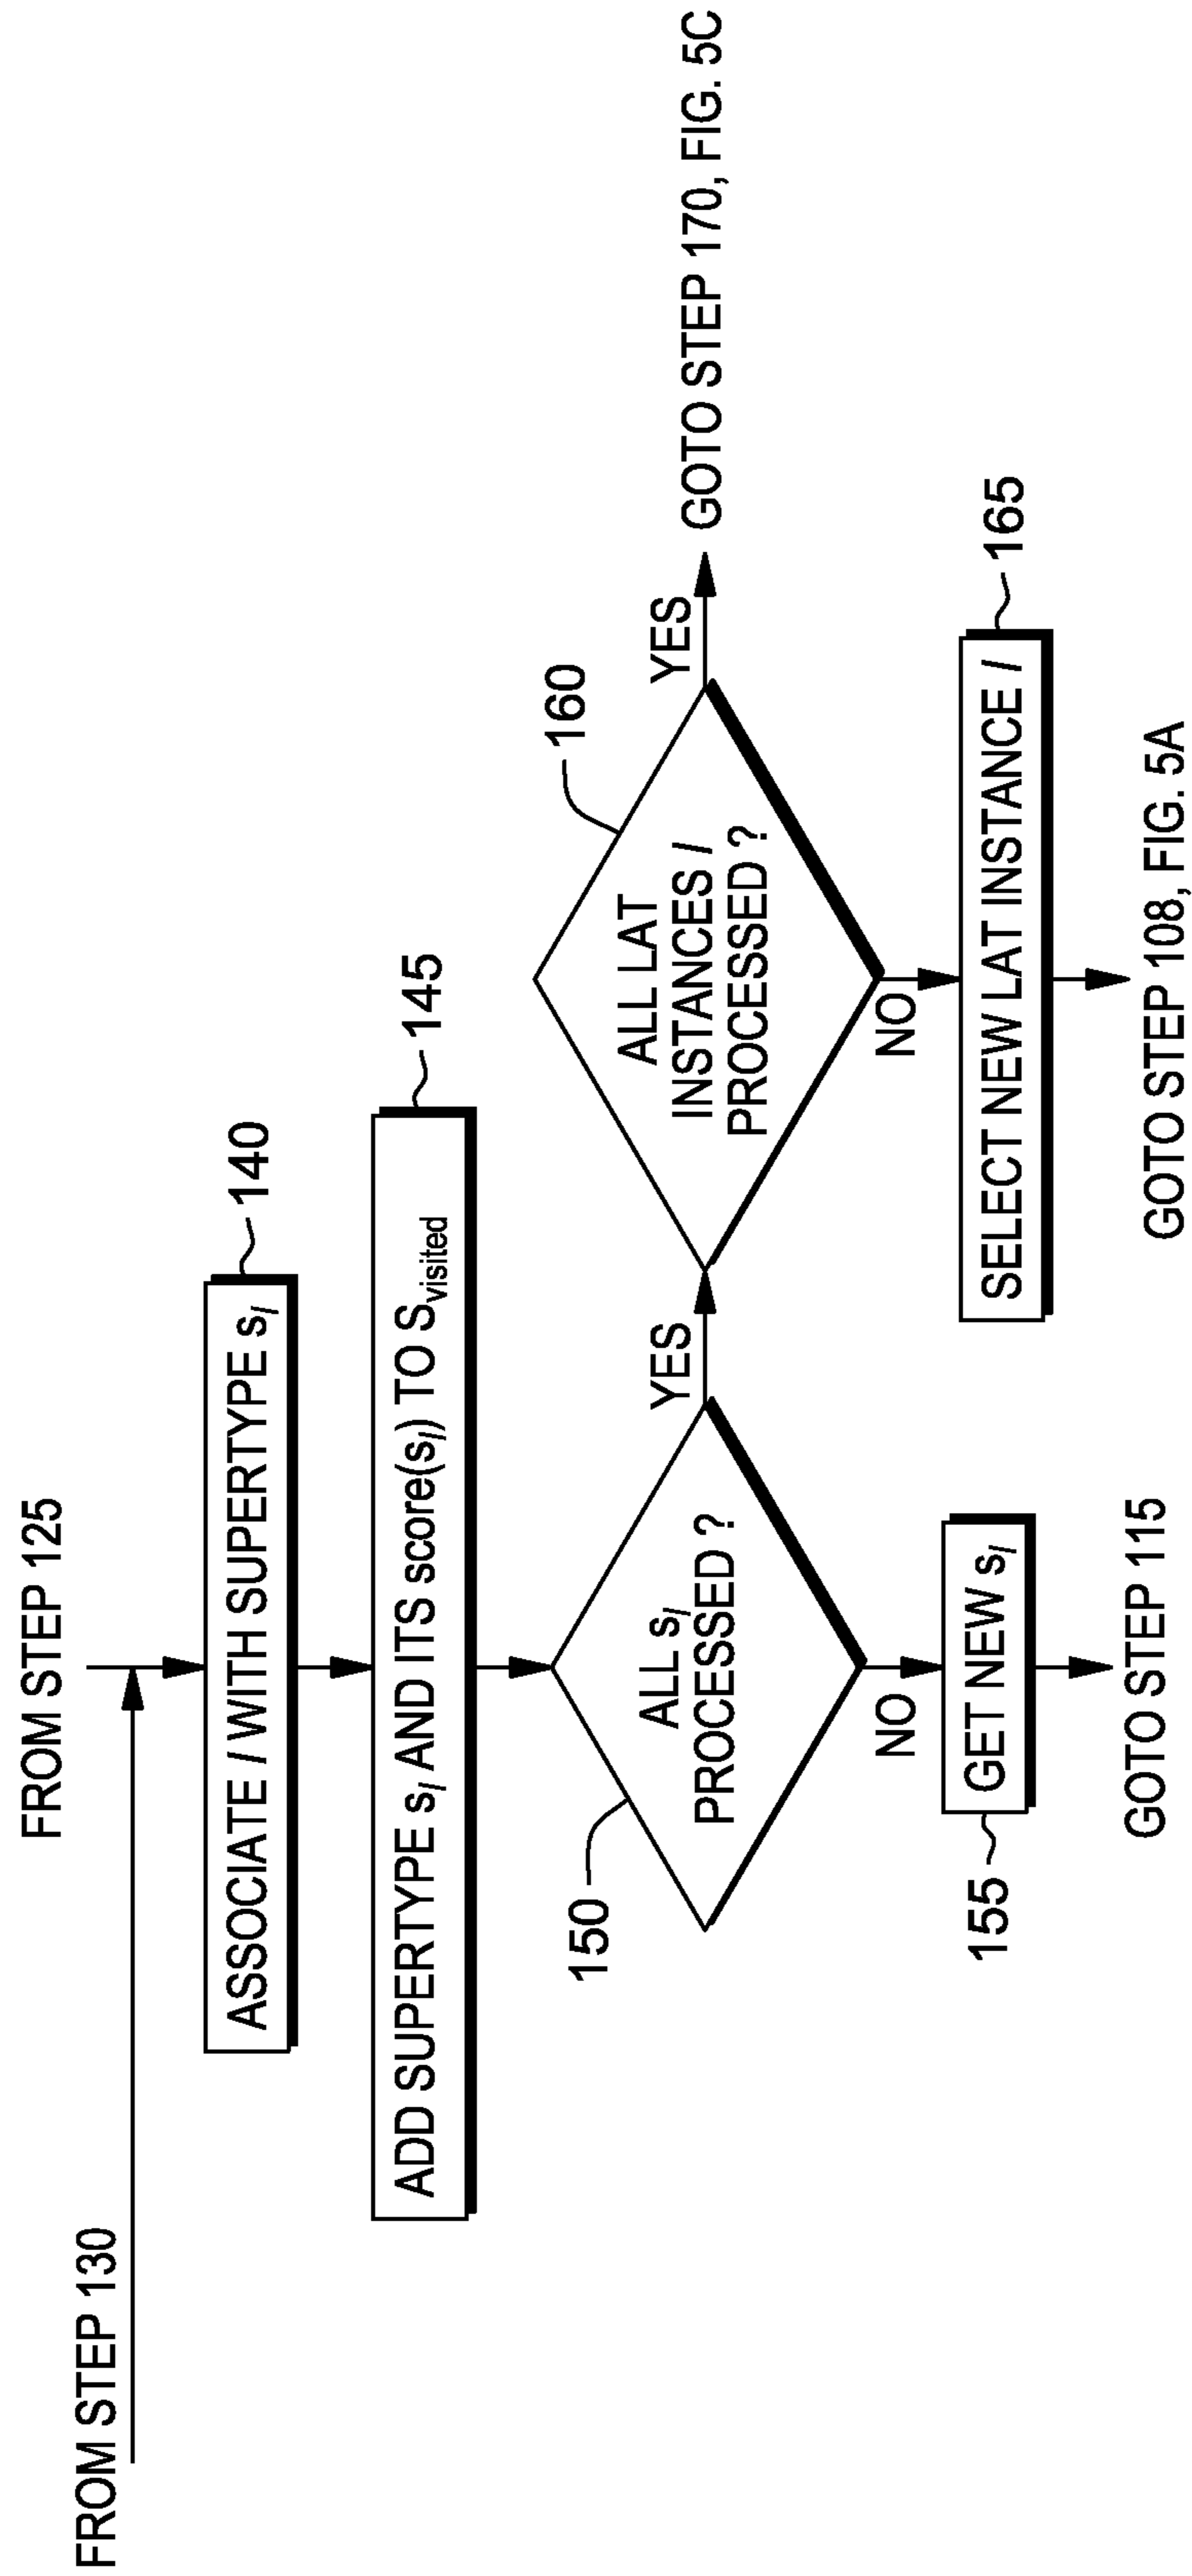 FROM STEP 125
FROM STEP 130
ASSOCIATE l WITH SUPERTYPE sl
140
ADD SUPERTYPE sl AND ITS score(sl) TO Svisited
145
150
ALL sl
PROCESSED ?
YES
NO
155
GET NEW sl
GOTO STEP 115
160
ALL LAT
INSTANCES l
PROCESSED ?
YES
GOTO STEP 170, FIG. 5C
NO
SELECT NEW LAT INSTANCE l
165
GOTO STEP 108, FIG. 5A